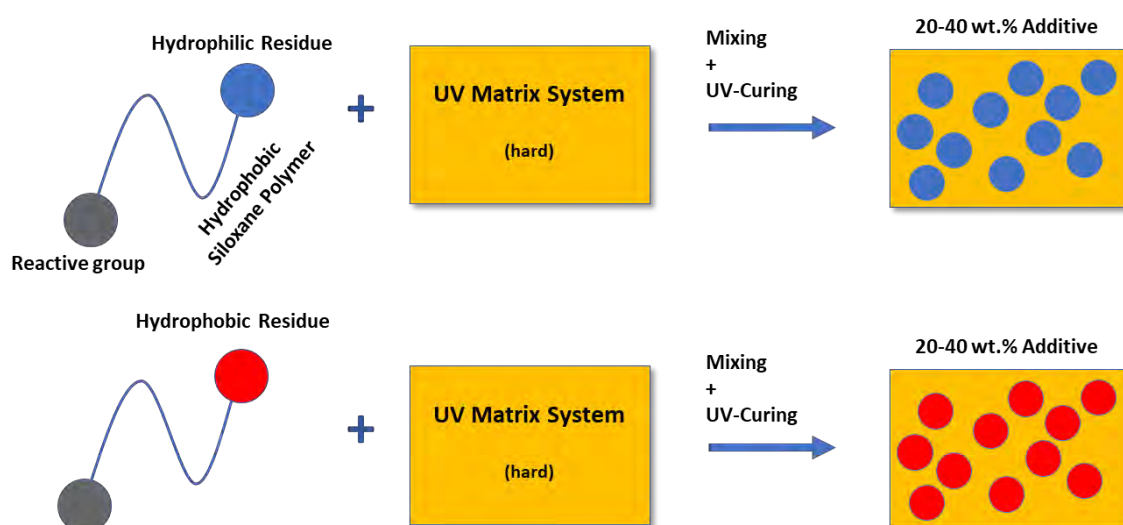 Hydrophilic Residue
Hydrophobic
Siloxane Polymer
Reactive group
+
UV Matrix System
(hard)
Mixing
+
UV-Curing
20-40 wt.% Additive
Hydrophobic Residue
+
UV Matrix System
(hard)
Mixing
+
UV-Curing
20-40 wt.% Additive